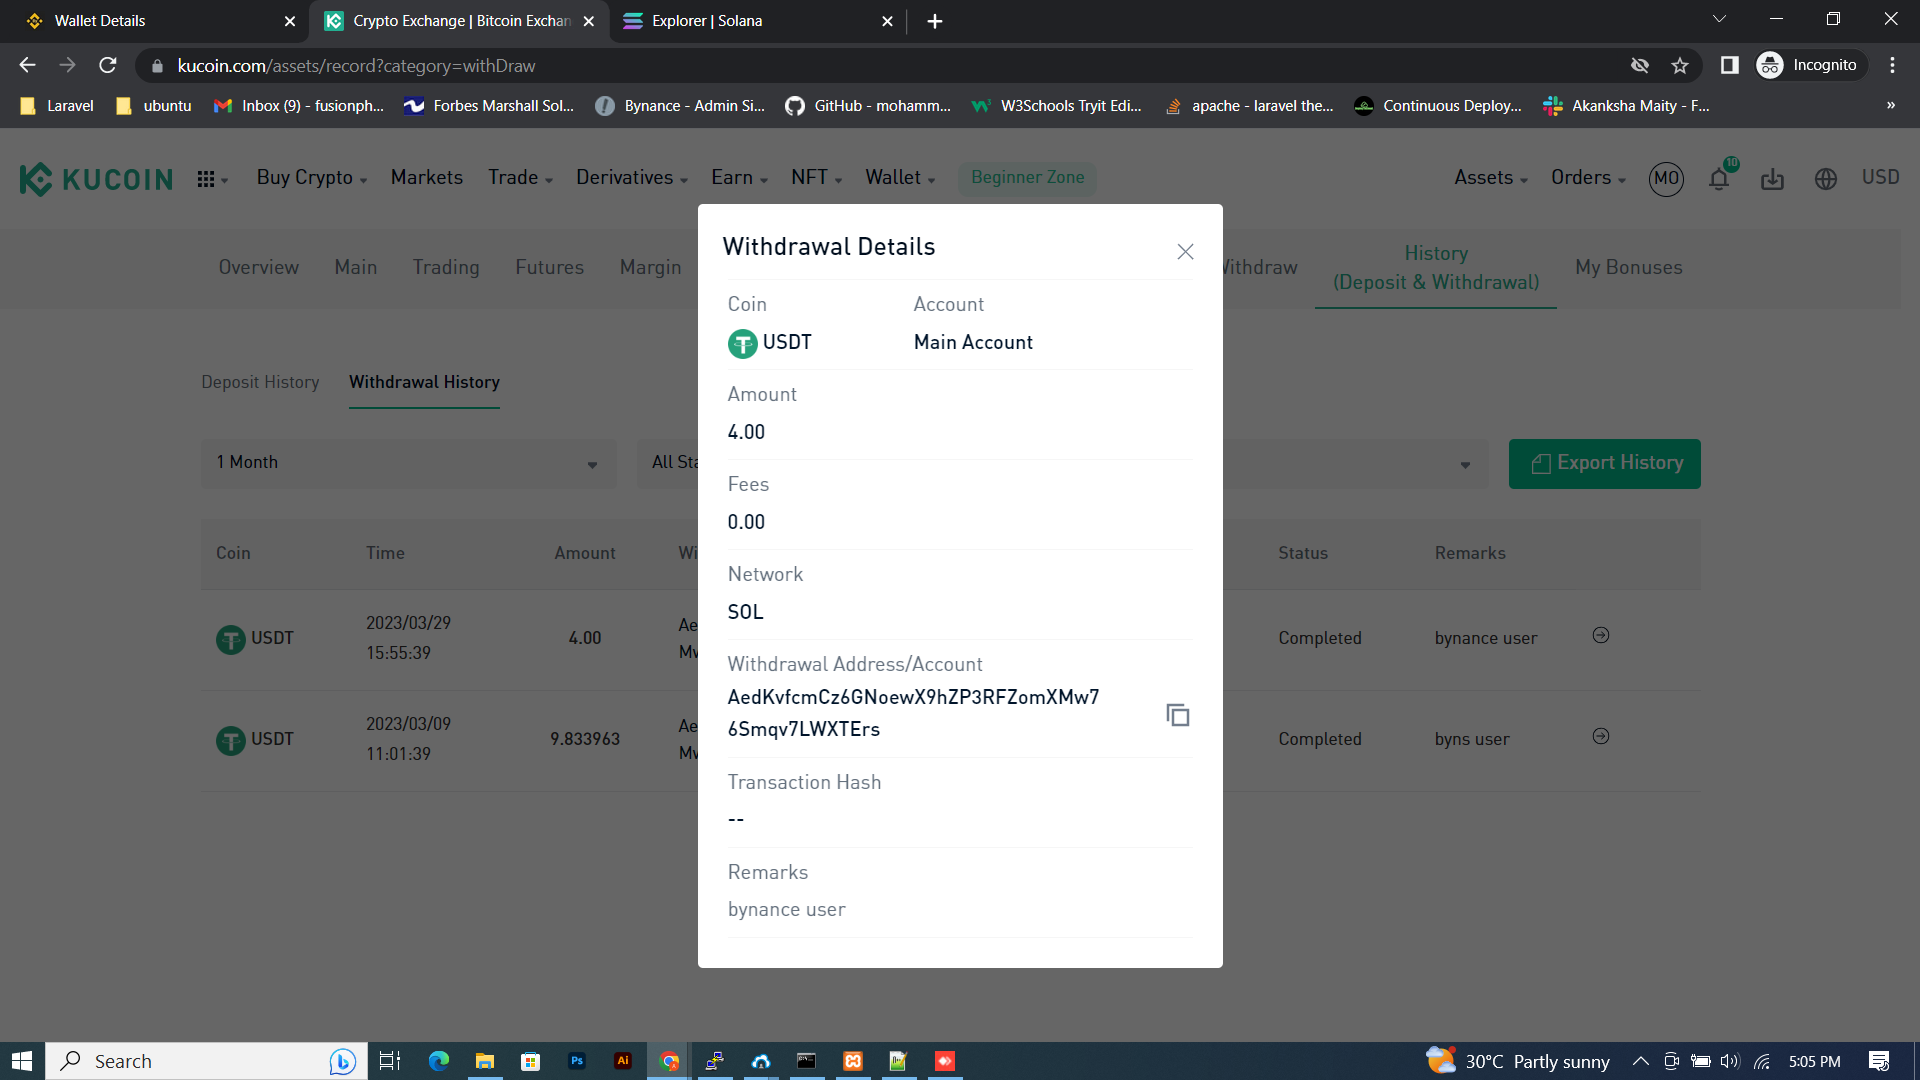 Wallet Details
Crypto Exchange | Bitcoin Exchan
Explorer | Solana
kucoin.com/assets/record?category=withDraw
Incognito
Laravel
ubuntu
Inbox (9) - fusionph...
Forbes Marshall Sol...
Bynance - Admin Si...
GitHub - mohamm...
W3Schools Tryit Edi...
apache - laravel the...
Continuous Deploy...
Akanksha Maity - F...
»
KUCOIN
Buy Crypto
Markets
Trade
Derivatives
Earn
NFT
Wallet
Beginner Zone
Assets
Orders
MO
10
USD
Overview
Main
Trading
Futures
Margin
Withdraw
History
(Deposit & Withdrawal)
My Bonuses
Deposit History
Withdrawal History
1 Month
All Sta
Export History
Coin
Time
Amount
Wi
Status
Remarks
USDT
2023/03/29
15:55:39
4.00
Ae
Mw
Completed
bynance user
USDT
2023/03/09
11:01:39
9.833963
Ae
Mw
Completed
byns user
Withdrawal Details
Coin
Account
USDT
Main Account
Amount
4.00
Fees
0.00
Network
SOL
Withdrawal Address/Account
AedKvfcmCz6GNoewX9hZP3RFZomXMw7
6Smqv7LWXTErs
Transaction Hash
--
Remarks
bynance user
Search
Ps
Ai
30°C Partly sunny
5:05 PM